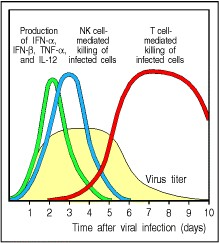 Production
of IFN-α,
IFN-β, TNF-α,
and IL-12
NK cell-
mediated
killing of
infected cells
T cell-
mediated
killing of
infected cells
Virus titer
1 2 3 4 5 6 7 8 9 10
Time after viral infection (days)